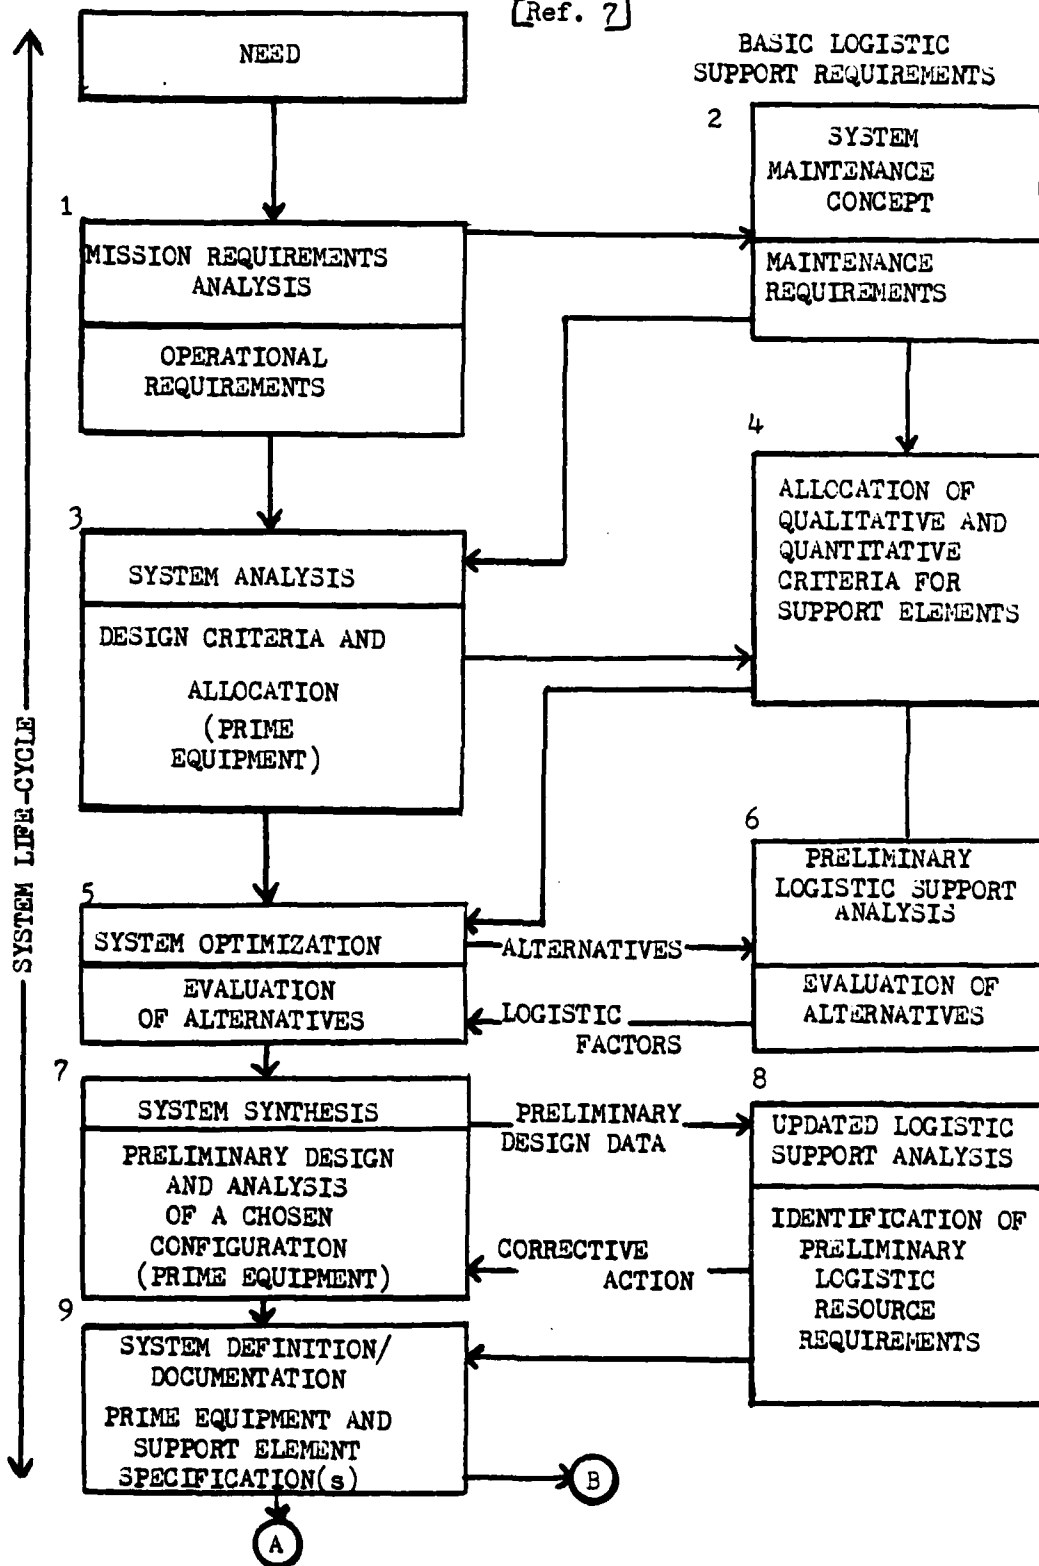 [Ref. 7]
BASIC LOGISTIC
SUPPORT REQUIREMENTS
NEED
2
SYSTEM
MAINTENANCE
CONCEPT
MAINTENANCE
REQUIREMENTS
1
MISSION REQUIREMENTS
ANALYSIS
OPERATIONAL
REQUIREMENTS
4
ALLOCATION OF
QUALITATIVE AND
QUANTITATIVE
CRITERIA FOR
SUPPORT ELEMENTS
3
SYSTEM ANALYSIS
DESIGN CRITERIA AND
ALLOCATION
(PRIME
EQUIPMENT)
SYSTEM LIFE-CYCLE
6
PRELIMINARY
LOGISTIC SUPPORT
ANALYSIS
EVALUATION OF
ALTERNATIVES
5
SYSTEM OPTIMIZATION
EVALUATION
OF ALTERNATIVES
ALTERNATIVES
LOGISTIC
FACTORS
7
SYSTEM SYNTHESIS
PRELIMINARY DESIGN
AND ANALYSIS
OF A CHOSEN
CONFIGURATION
(PRIME EQUIPMENT)
PRELIMINARY
DESIGN DATA
CORRECTIVE
ACTION
8
UPDATED LOGISTIC
SUPPORT ANALYSIS
IDENTIFICATION OF
PRELIMINARY
LOGISTIC
RESOURCE
REQUIREMENTS
9
SYSTEM DEFINITION/
DOCUMENTATION
PRIME EQUIPMENT AND
SUPPORT ELEMENT
SPECIFICATION(s)
B
A